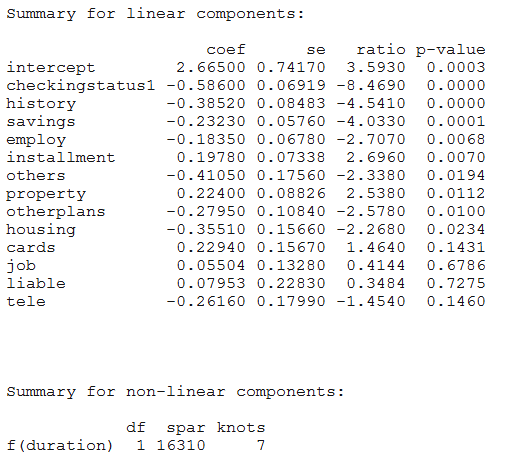 Summary for linear components:
coef se ratio p-value
intercept 2.66500 0.74170 3.5930 0.0003
checkingstatus1 -0.58600 0.06919 -8.4690 0.0000
history -0.38520 0.08483 -4.5410 0.0000
savings -0.23230 0.05760 -4.0330 0.0001
employ -0.18350 0.06780 -2.7070 0.0068
installment 0.19780 0.07338 2.6960 0.0070
others -0.41050 0.17560 -2.3380 0.0194
property 0.22400 0.08826 2.5380 0.0112
otherplans -0.27950 0.10840 -2.5780 0.0100
housing -0.35510 0.15660 -2.2680 0.0234
cards 0.22940 0.15670 1.4640 0.1431
job 0.05504 0.13280 0.4144 0.6786
liable 0.07953 0.22830 0.3484 0.7275
tele -0.26160 0.17990 -1.4540 0.1460
Summary for non-linear components:
df spar knots
f(duration) 1 16310 7